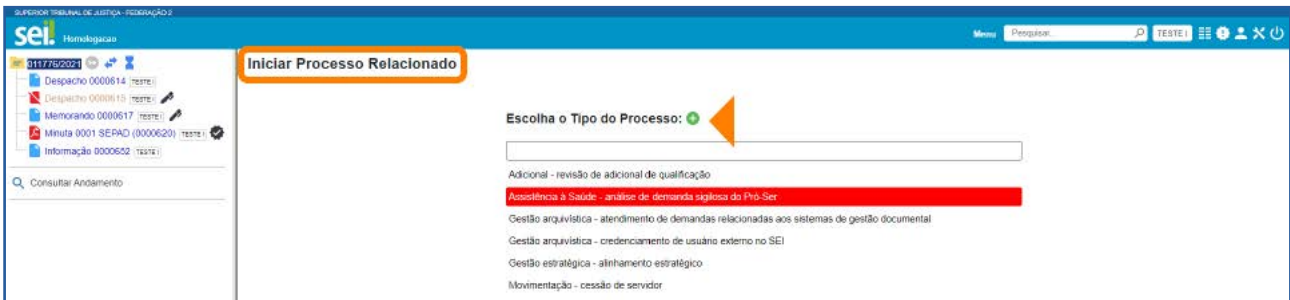 SUPERIOR TRIBUNAL DE JUSTIÇA - FEDERAÇÃO 2
sei. Homologacao
Menu Pesquisar... TESTE I
011776/2021
Despacho 0000614 TESTE I
Despacho 0000615 TESTE I
Memorando 0000617 TESTE I
Minuta 0001 SEPAD (0000620) TESTE I
Informação 0000652 TESTE I
Consultar Andamento
Iniciar Processo Relacionado
Escolha o Tipo do Processo:
Adicional - revisão de adicional de qualificação
Assistência à Saúde - análise de demanda sigilosa do Pró-Ser
Gestão arquivística - atendimento de demandas relacionadas aos sistemas de gestão documental
Gestão arquivística - credenciamento de usuário externo no SEI
Gestão estratégica - alinhamento estratégico
Movimentação - cessão de servidor